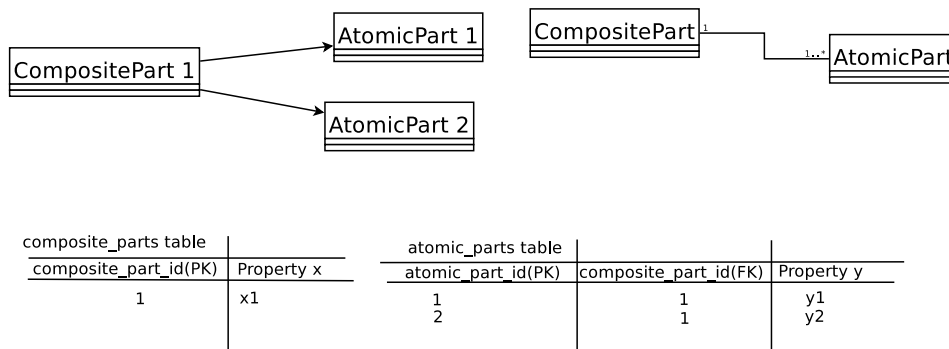 AtomicPart 1
CompositePart 1
AtomicPart 2
CompositePart
1
1..*
AtomicPart
composite_parts table
composite_part_id(PK) Property x
1 x1
atomic_parts table
atomic_part_id(PK) composite_part_id(FK) Property y
1 1 y1
2 1 y2